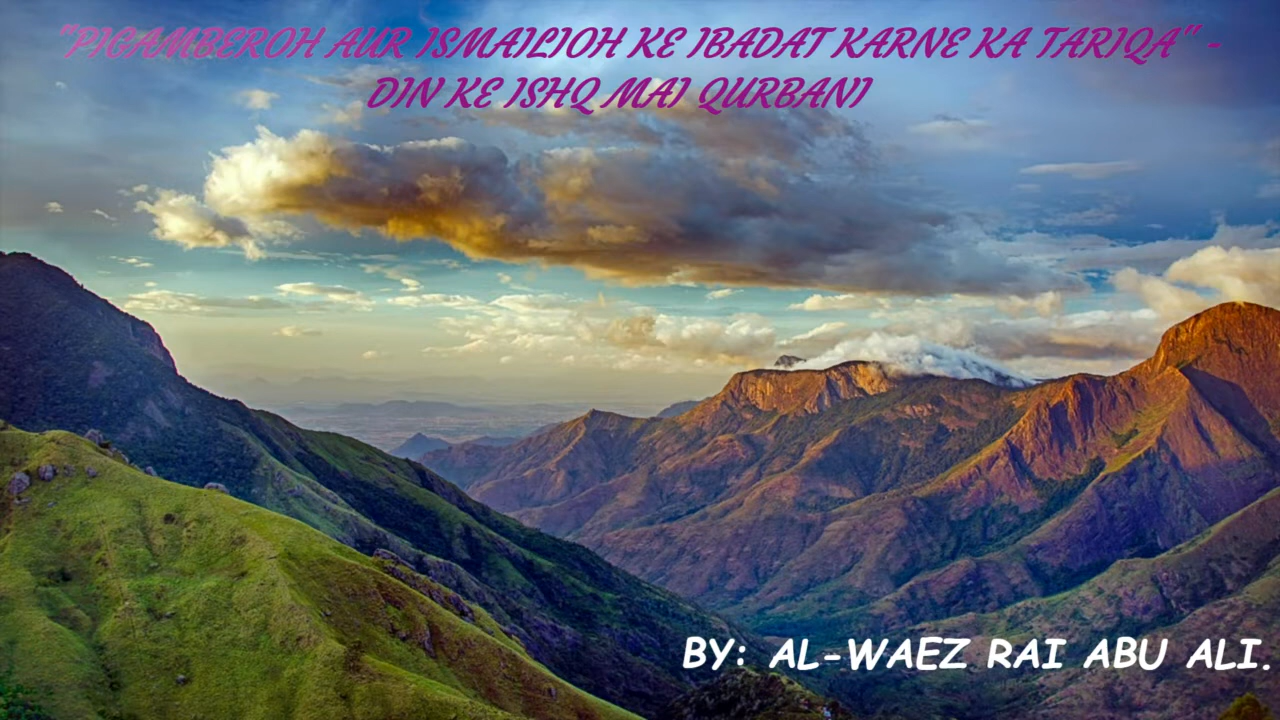 "PIGAMBEROH AUR ISMAILIOH KE IBADAT KARNE KA TARIQA" -
DIN KE ISHQ MAI QURBANI
BY: AL-WAEZ RAI ABU ALI.